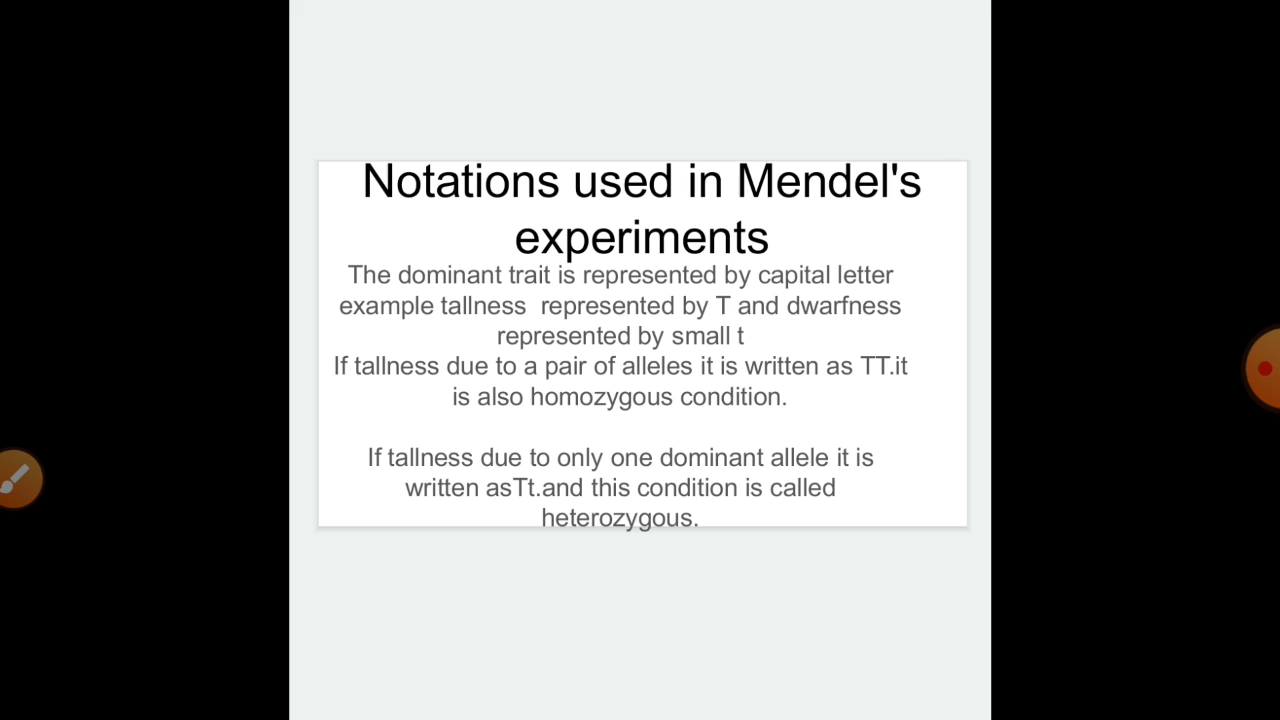 Notations used in Mendel's
experiments
The dominant trait is represented by capital letter
example tallness  represented by T and dwarfness
represented by small t
If tallness due to a pair of alleles it is written as TT.it
is also homozygous condition.
If tallness due to only one dominant allele it is
written asTt.and this condition is called
heterozygous.